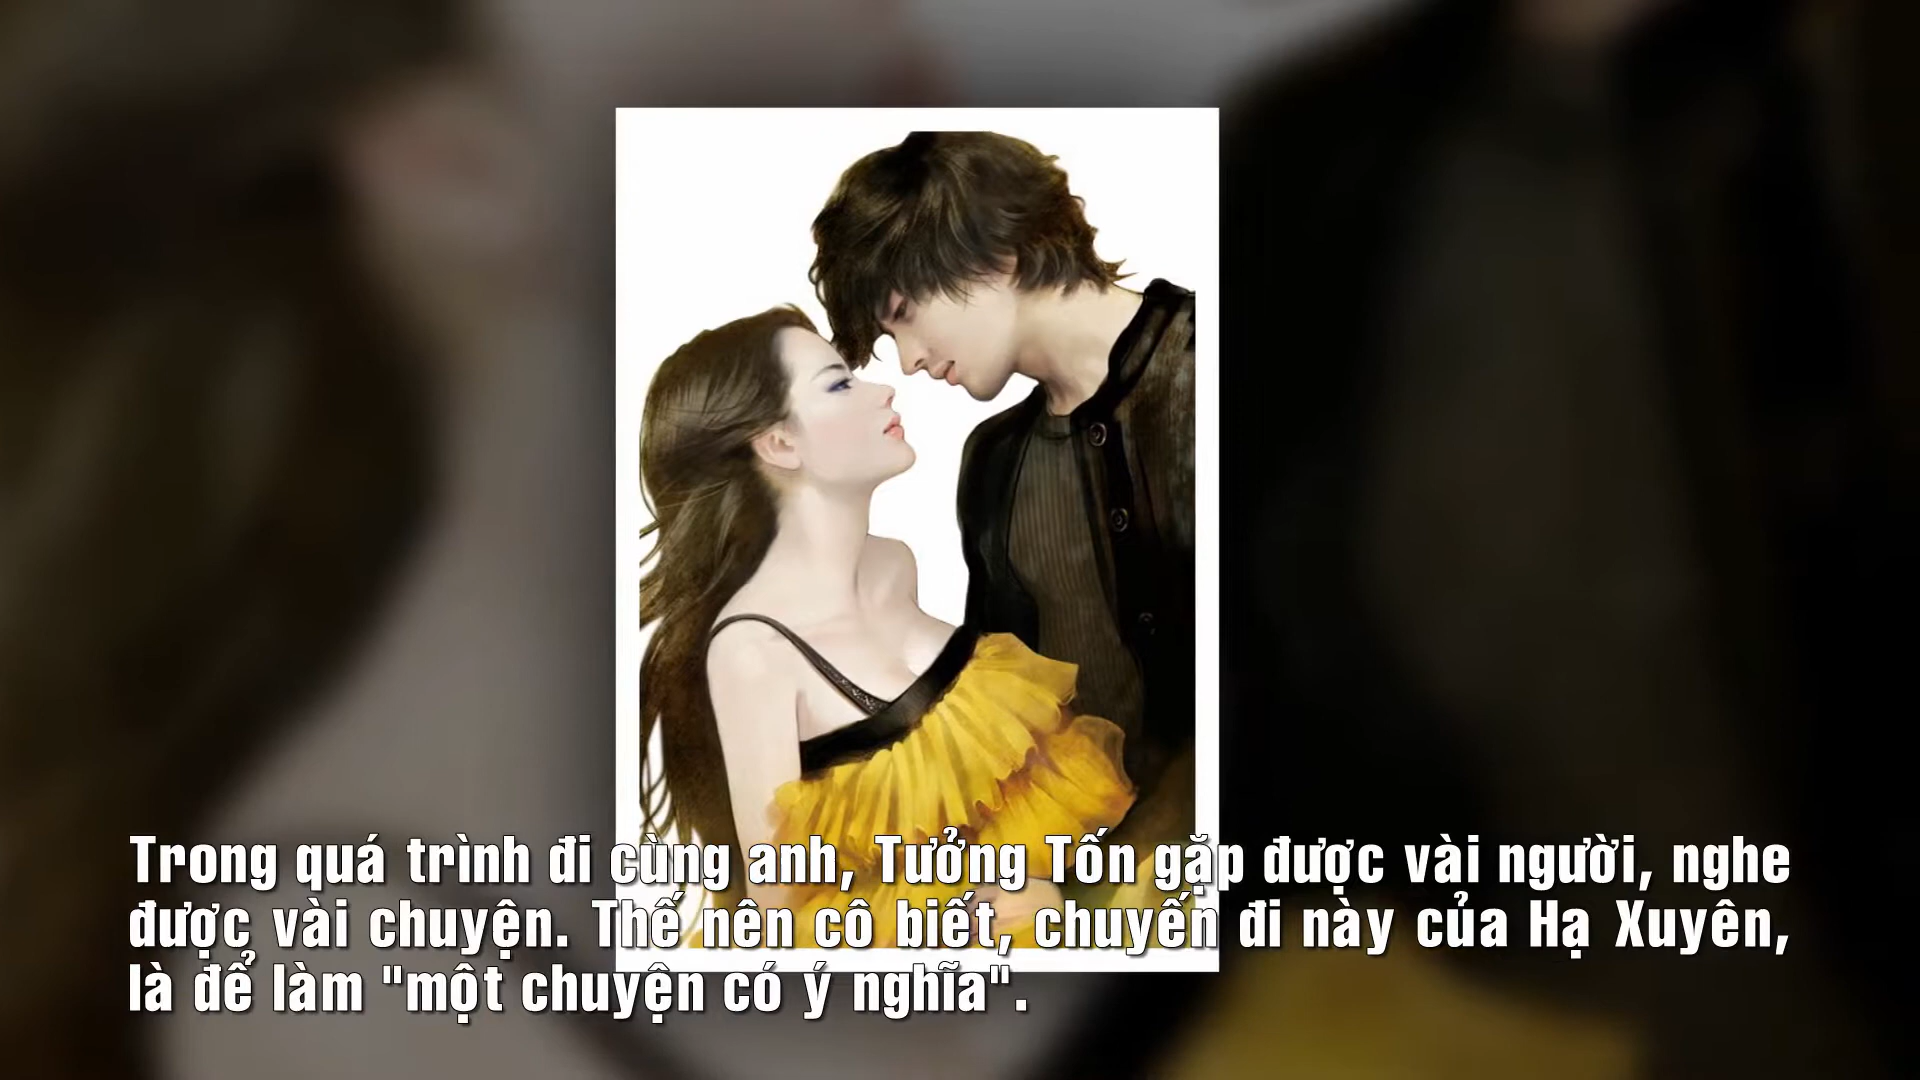 Trong quá trình đi cùng anh, Tưởng Tốn gặp được vài người, nghe
được vài chuyện. Thế nên cô biết, chuyến đi này của Hạ Xuyên,
là để làm "một chuyện có ý nghĩa".